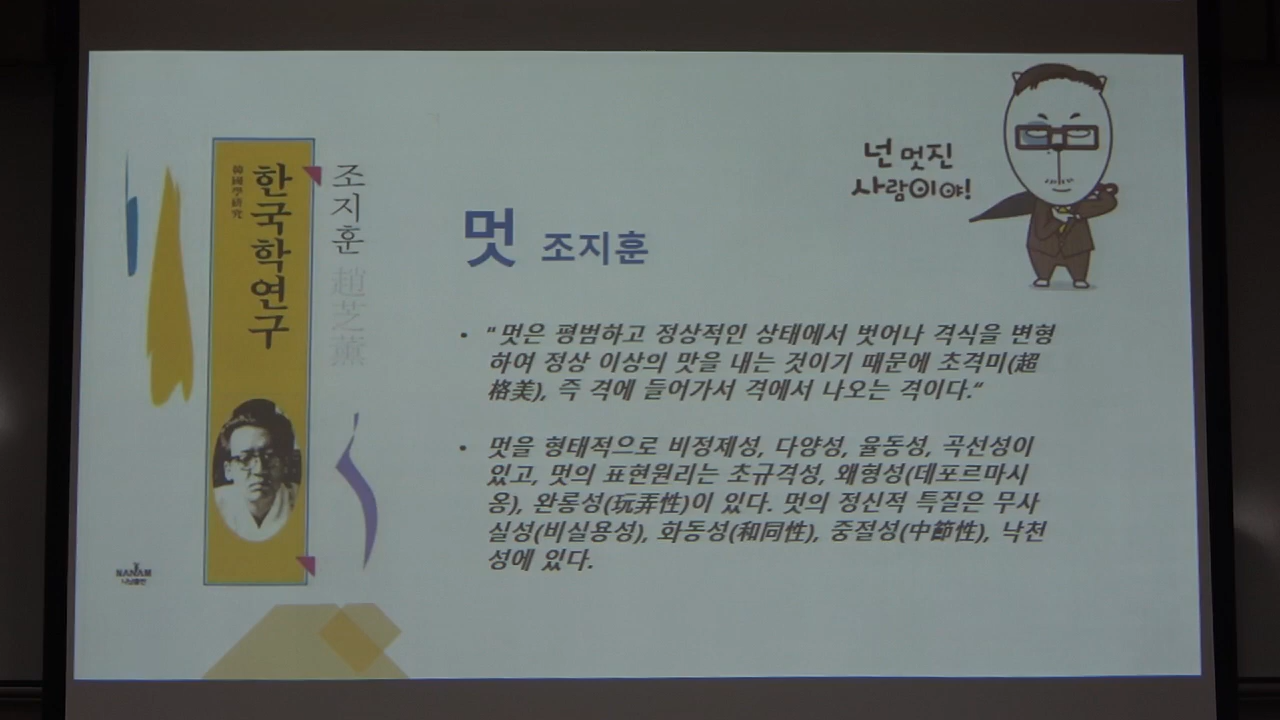 韓國學硏究
한국학연구
조지훈
趙芝薰
NANAM
나남출판
넌 멋진
사람이야!
멋 조지훈
• "멋은 평범하고 정상적인 상태에서 벗어나 격식을 변형
하여 정상 이상의 맛을 내는 것이기 때문에 초격미(超
格美), 즉 격에 들어가서 격에서 나오는 격이다.“
• 멋을 형태적으로 비정제성, 다양성, 율동성, 곡선성이
있고, 멋의 표현원리는 초규격성, 왜형성(데포르마시
옹), 완롱성(玩弄性)이 있다. 멋의 정신적 특질은 무사
실성(비실용성), 화동성(和同性), 중절성(中節性), 낙천
성에 있다.